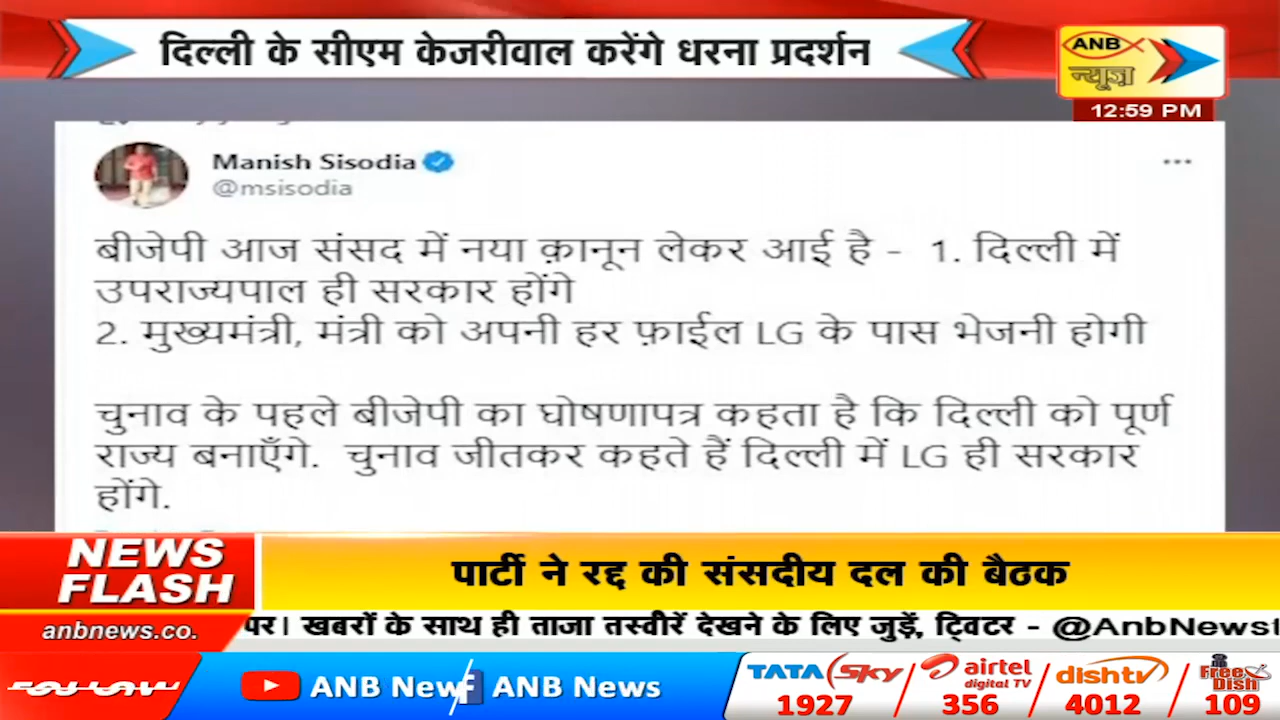 दिल्ली के सीएम केजरीवाल करेंगे धरना प्रदर्शन
ANB
न्यूज़
12:59 PM
Manish Sisodia
@msisodia
बीजेपी आज संसद में नया क़ानून लेकर आई है - 1. दिल्ली में
उपराज्यपाल ही सरकार होंगे
2. मुख्यमंत्री, मंत्री को अपनी हर फ़ाईल LG के पास भेजनी होगी
चुनाव के पहले बीजेपी का घोषणापत्र कहता है कि दिल्ली को पूर्ण
राज्य बनाएँगे. चुनाव जीतकर कहते हैं दिल्ली में LG ही सरकार
होंगे.
NEWS
FLASH
पार्टी ने रद्द की संसदीय दल की बैठक
anbnews.co.
पर। खबरों के साथ ही ताजा तस्वीरें देखने के लिए जुड़ें, ट्विटर - @AnbNews
FOLLOW
ANB New
ANB News
TATA Sky
1927
airtel
digital TV
356
dishtv
4012
Free Dish
109